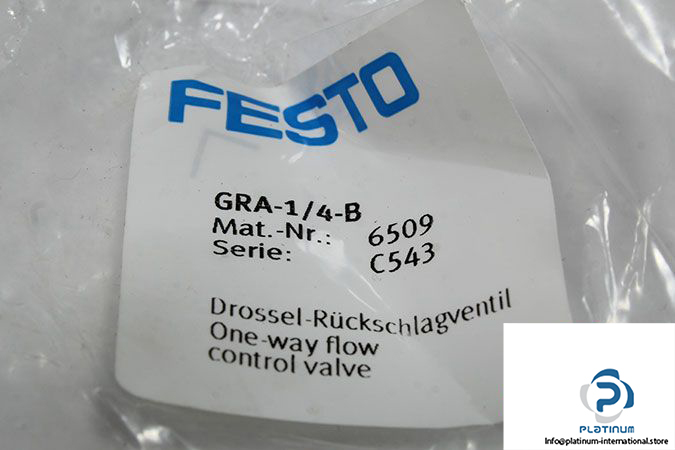 FESTO
GRA-1/4-B
Mat.-Nr.: 6509
Serie: C543
Drossel-Rückschlagventil
One-way flow
control valve
PLATINUM
Info@platinum-international.store